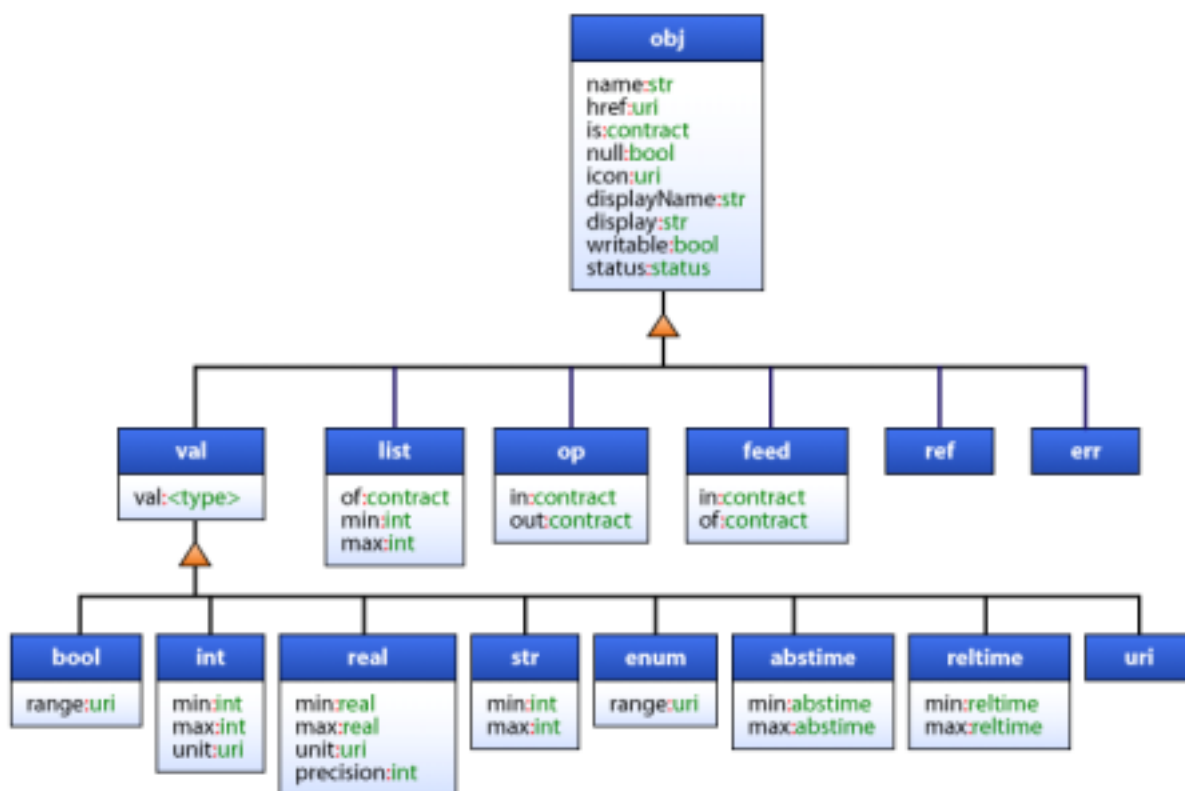 obj
name:str
href:uri
is:contract
null:bool
icon:uri
displayName:str
display:str
writable:bool
status:status
val
val:<type>
list
of:contract
min:int
max:int
op
in:contract
out:contract
feed
in:contract
of:contract
ref
err
bool
range:uri
int
min:int
max:int
unit:uri
real
min:real
max:real
unit:uri
precision:int
str
min:int
max:int
enum
range:uri
abstime
min:abstime
max:abstime
reltime
min:reltime
max:reltime
uri